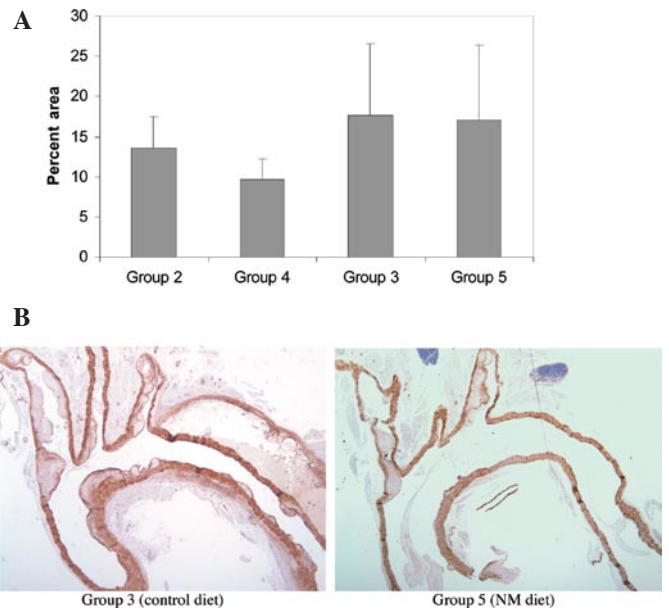 A
30
25
20
15
10
5
0
Percent area
Group 2 Group 4 Group 3 Group 5
B
Group 3 (control diet) Group 5 (NM diet)